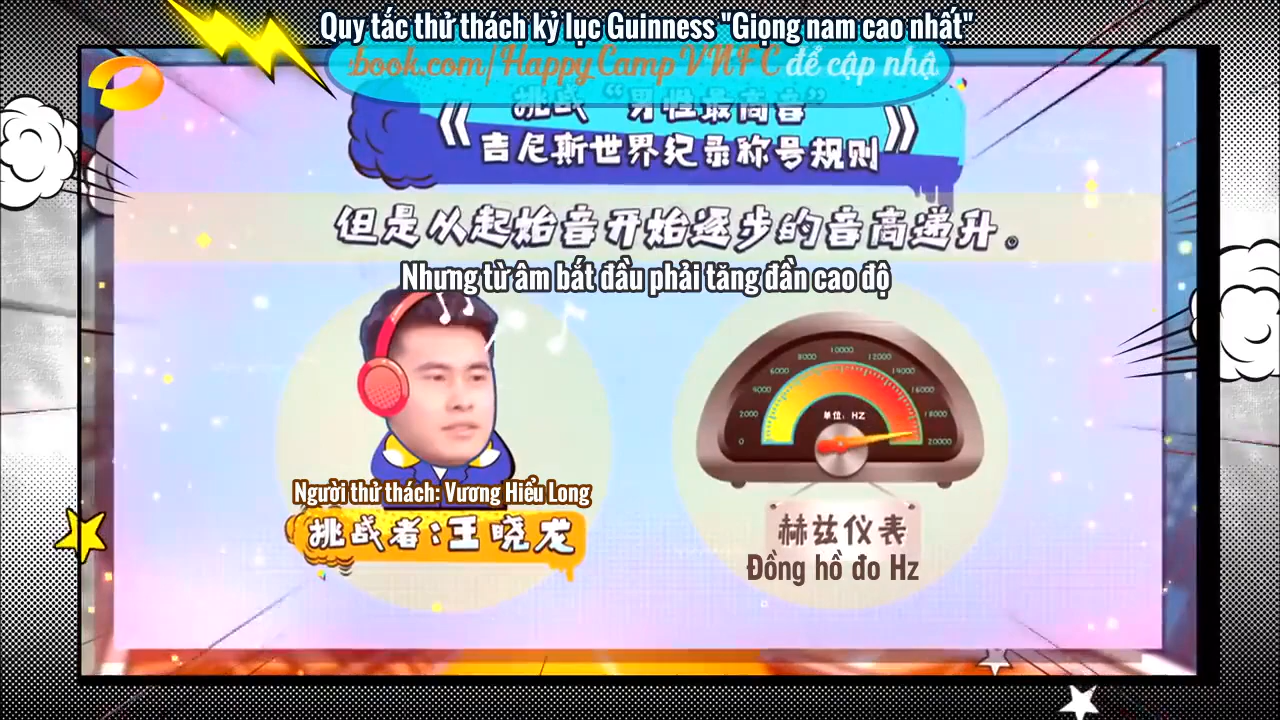 Quy tắc thử thách kỷ lục Guinness "Giọng nam cao nhất"
book.com/HappyCampVNFC để cập nhậ
挑战“男性最高音”
《吉尼斯世界纪录称号规则》
但是从起始音开始逐步的音高递升。
Nhưng từ âm bắt đầu phải tăng đần cao độ
0
2000
4000
6000
8000
10000
12000
14000
16000
18000
20000
单位：HZ
Người thử thách: Vương Hiểu Long
挑战者:王晓龙
赫兹仪表
Đồng hồ đo Hz